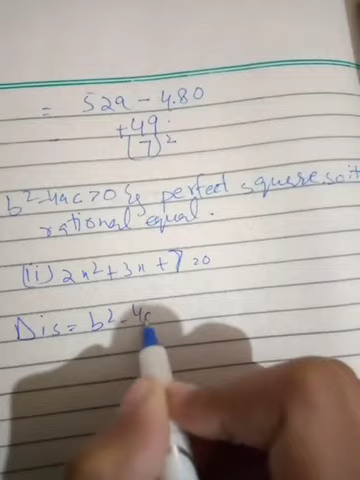 = 529 - 480
+49
(7)²
b²-4ac>0 & perfect square. so it
rational equal.
(ii) 2x²+3x+7=0
Dis = b²-4a